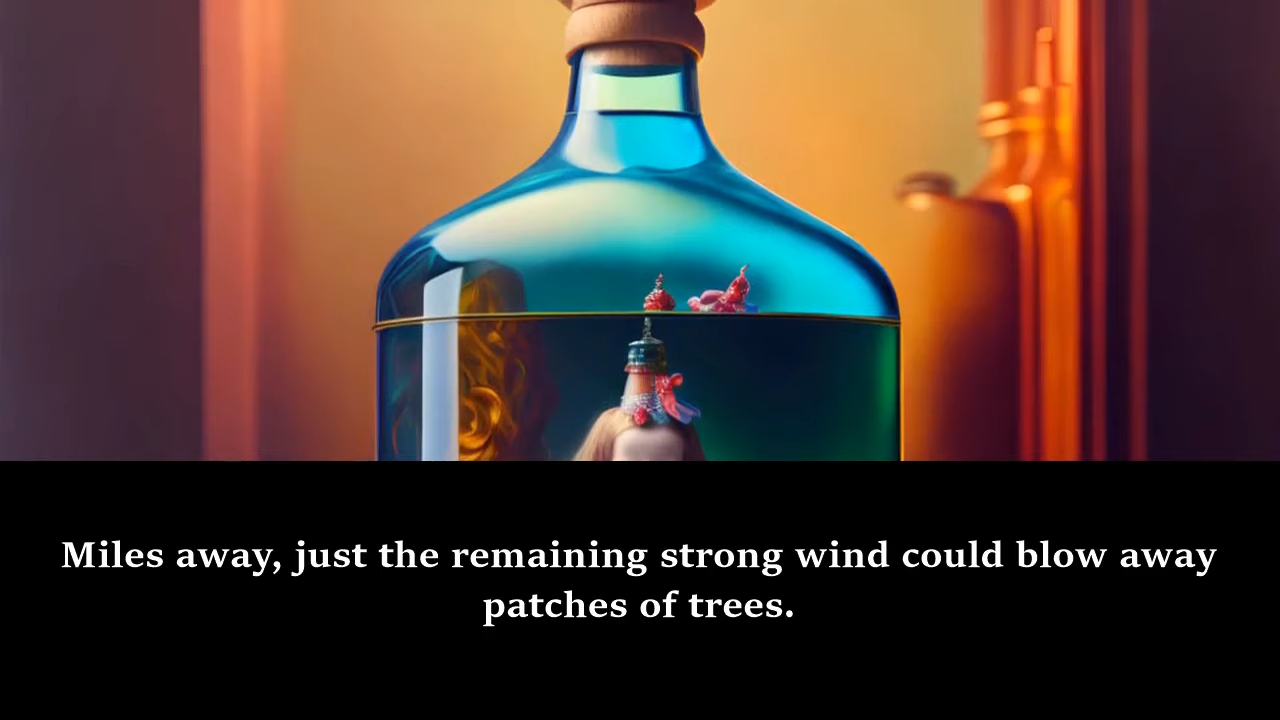 Miles away, just the remaining strong wind could blow away
patches of trees.